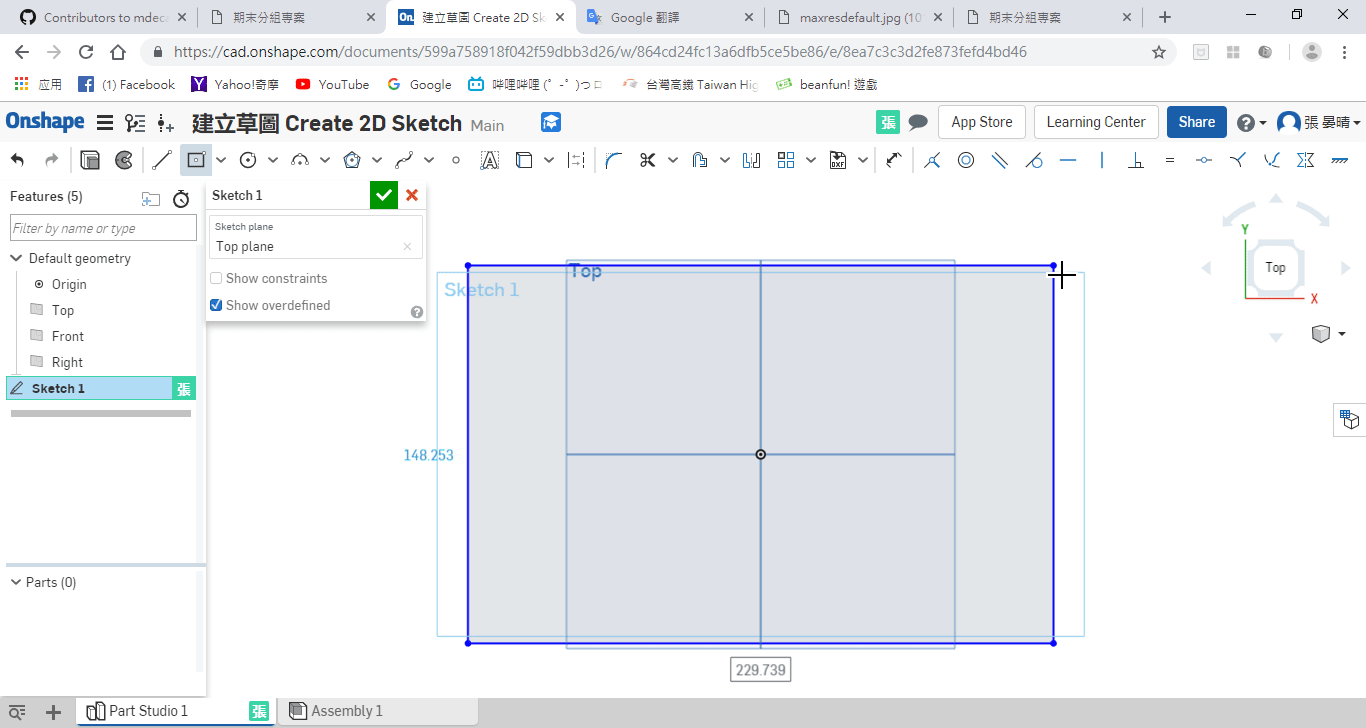 Contributors to mdeca
期末分組專案
建立草圖 Create 2D Sk
Google 翻譯
maxresdefault.jpg (10
期末分組專案
https://cad.onshape.com/documents/599a758918f042f59dbb3d26/w/864cd24fc13a6dfb5ce5be86/e/8ea7c3c3d2fe873fefd4bd46
应用
(1) Facebook
Yahoo!奇摩
YouTube
Google
哔哩哔哩 (゜-゜)つロ
台灣高鐵 Taiwan Hig
beanfun! 遊戲
Onshape
建立草圖 Create 2D Sketch Main
張
App Store
Learning Center
Share
張 晏晴
Features (5)
Filter by name or type
Default geometry
Origin
Top
Front
Right
Sketch 1
張
Parts (0)
Sketch 1
Sketch plane
Top plane
Show constraints
Show overdefined
Top
Sketch 1
148.253
229.739
Y
Top
X
Part Studio 1
張
Assembly 1